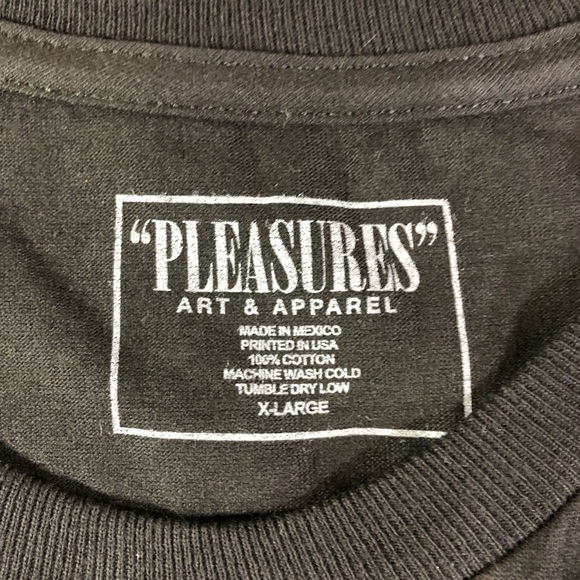 “PLEASURES”
ART & APPAREL
MADE IN MEXICO
PRINTED IN USA
100% COTTON
MACHINE WASH COLD
TUMBLE DRY LOW
X-LARGE